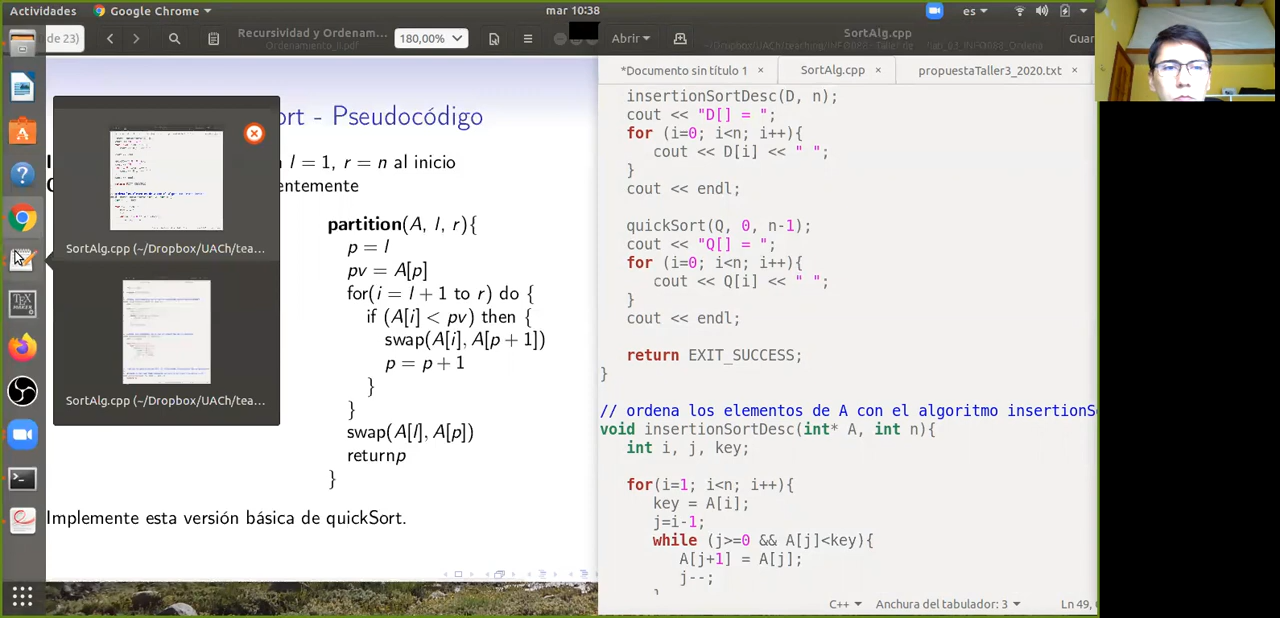 Actividades
Google Chrome
mar 10:38
es
de 23)
Recursividad y Ordenam...
Ordenamiento_II.pdf
180,00%
Abrir
SortAlg.cpp
Guar
*Documento sin título 1
SortAlg.cpp
propuestaTaller3_2020.txt
ort - Pseudocódigo
l = 1, r = n al inicio
entemente
partition(A, l, r){
p = l
pv = A[p]
for(i = l + 1 to r) do {
if (A[i] < pv) then {
swap(A[i], A[p + 1])
p = p + 1
}
}
swap(A[l], A[p])
returnp
}
Implemente esta versión básica de quickSort.
SortAlg.cpp (~/Dropbox/UACh/tea...
SortAlg.cpp (~/Dropbox/UACh/tea...
insertionSortDesc(D, n);
cout << "D[] = ";
for (i=0; i<n; i++){
cout << D[i] << " ";
}
cout << endl;
quickSort(Q, 0, n-1);
cout << "Q[] = ";
for (i=0; i<n; i++){
cout << Q[i] << " ";
}
cout << endl;
return EXIT_SUCCESS;
}
// ordena los elementos de A con el algoritmo insertionS
void insertionSortDesc(int* A, int n){
int i, j, key;
for(i=1; i<n; i++){
key = A[i];
j=i-1;
while (j>=0 && A[j]<key){
A[j+1] = A[j];
j--;
}
C++
Anchura del tabulador: 3
Ln 49,